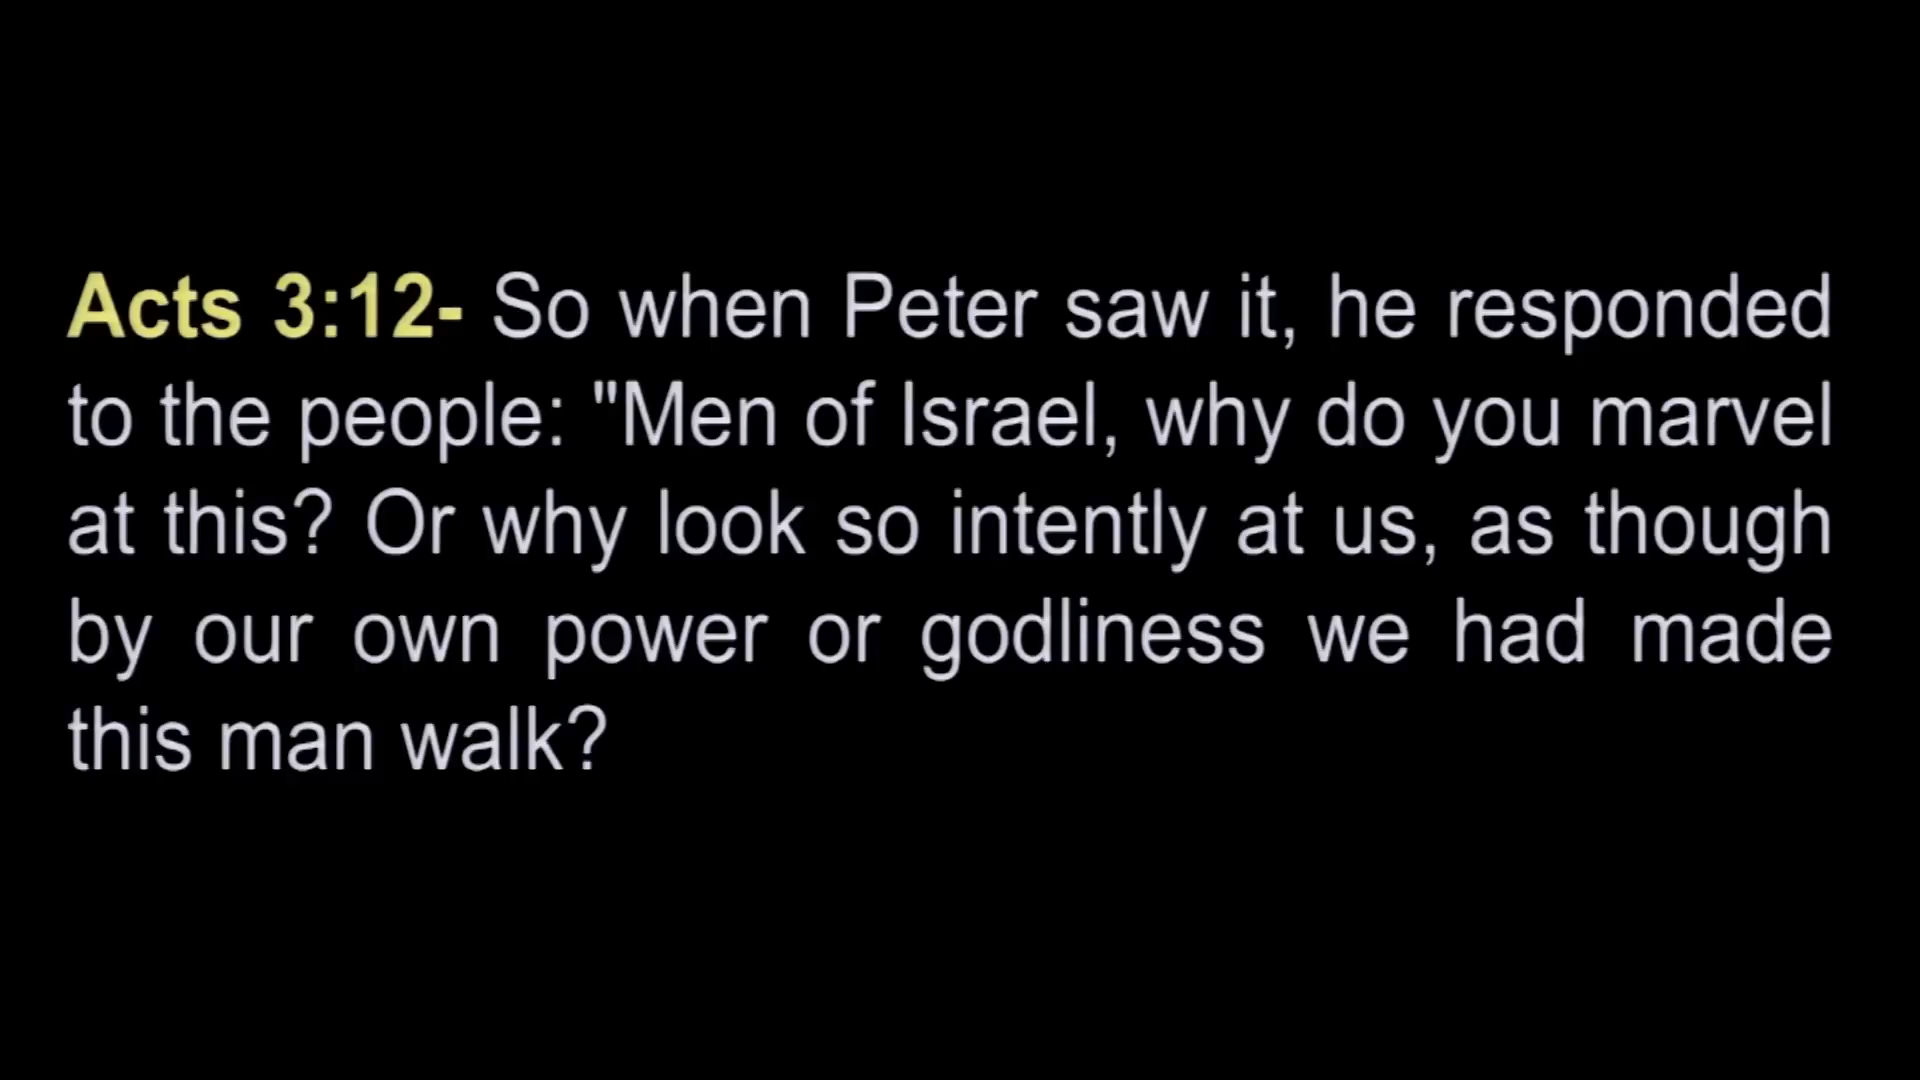 Acts 3:12- So when Peter saw it, he responded
to the people: "Men of Israel, why do you marvel
at this? Or why look so intently at us, as though
by our own power or godliness we had made
this man walk?